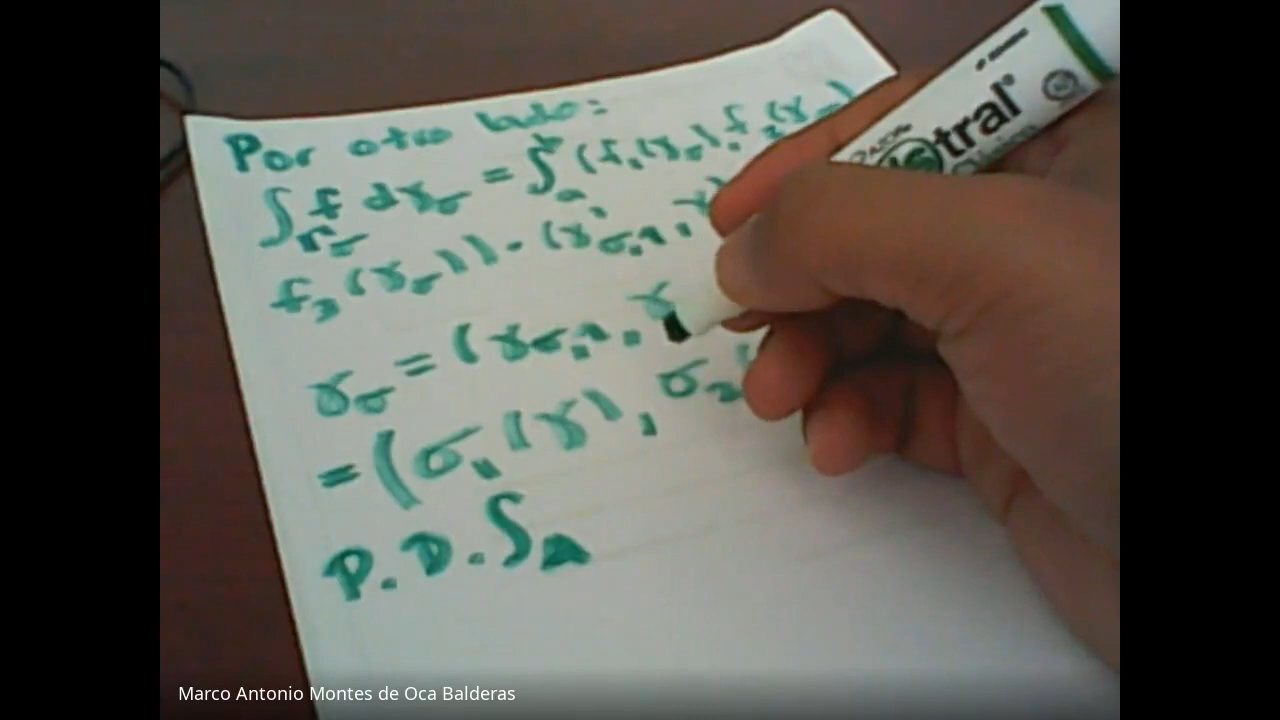 Por otro lado:
∫_{Γσ} f dγσ = ∫_a^b (f₁(γσ), f₂(γσ),
f₃(γσ)) · (γ'σ,₁, γ'
γσ = (γσ,₁, γ
= (σ₁(γ), σ₂(
P.D. ∫_A
tral®
Marco Antonio Montes de Oca Balderas